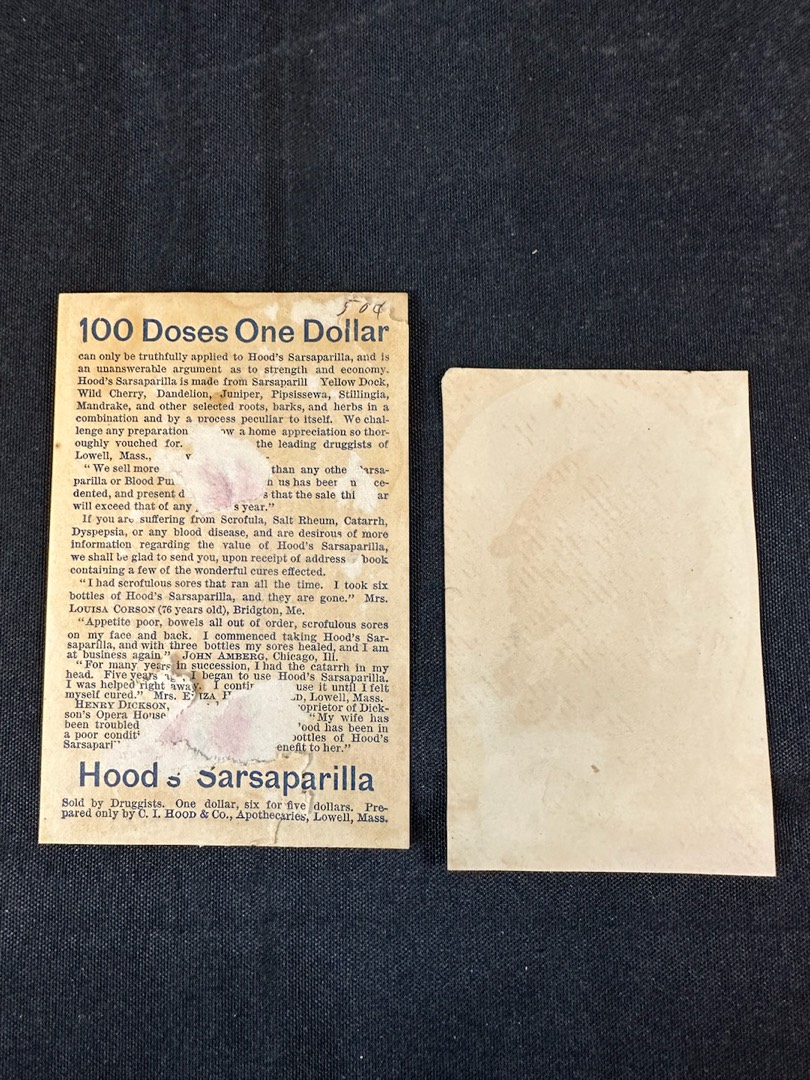 50¢
100 Doses One Dollar
can only be truthfully applied to Hood's Sarsaparilla, and is
an unanswerable argument as to strength and economy.
Hood's Sarsaparilla is made from Sarsaparill Yellow Dock,
Wild Cherry, Dandelion, Juniper, Pipsissewa, Stillingia,
Mandrake, and other selected roots, barks, and herbs in a
combination and by a process peculiar to itself. We chal-
lenge any preparation ow a home appreciation so thor-
oughly vouched for. the leading druggists of
Lowell, Mass.,
“We sell more than any othe arsa-
parilla or Blood Pu n us has been ce-
dented, and present d s that the sale thi ar
will exceed that of any s year.”
If you are suffering from Scrofula, Salt Rheum, Catarrh,
Dyspepsia, or any blood disease, and are desirous of more
information regarding the value of Hood's Sarsaparilla,
we shall be glad to send you, upon receipt of address book
containing a few of the wonderful cures effected.
“I had scrofulous sores that ran all the time. I took six
bottles of Hood's Sarsaparilla, and they are gone.” Mrs.
LOUISA CORSON (76 years old), Bridgton, Me.
“Appetite poor, bowels all out of order, scrofulous sores
on my face and back. I commenced taking Hood's Sar-
saparilla, and with three bottles my sores healed, and I am
at business again.” JOHN AMBERG, Chicago, Ill.
“For many years in succession, I had the catarrh in my
head. Five years I began to use Hood's Sarsaparilla.
I was helped right away. I contin use it until I felt
myself cured.” Mrs. E IZA D, Lowell, Mass.
HENRY DICKSON, oprietor of Dick-
son's Opera House “My wife has
been troubled ood has been in
a poor condit ottles of Hood's
Sarsapari enefit to her.”
Hood s Sarsaparilla
Sold by Druggists. One dollar, six for five dollars. Pre-
pared only by C. I. HOOD & Co., Apothecaries, Lowell, Mass.